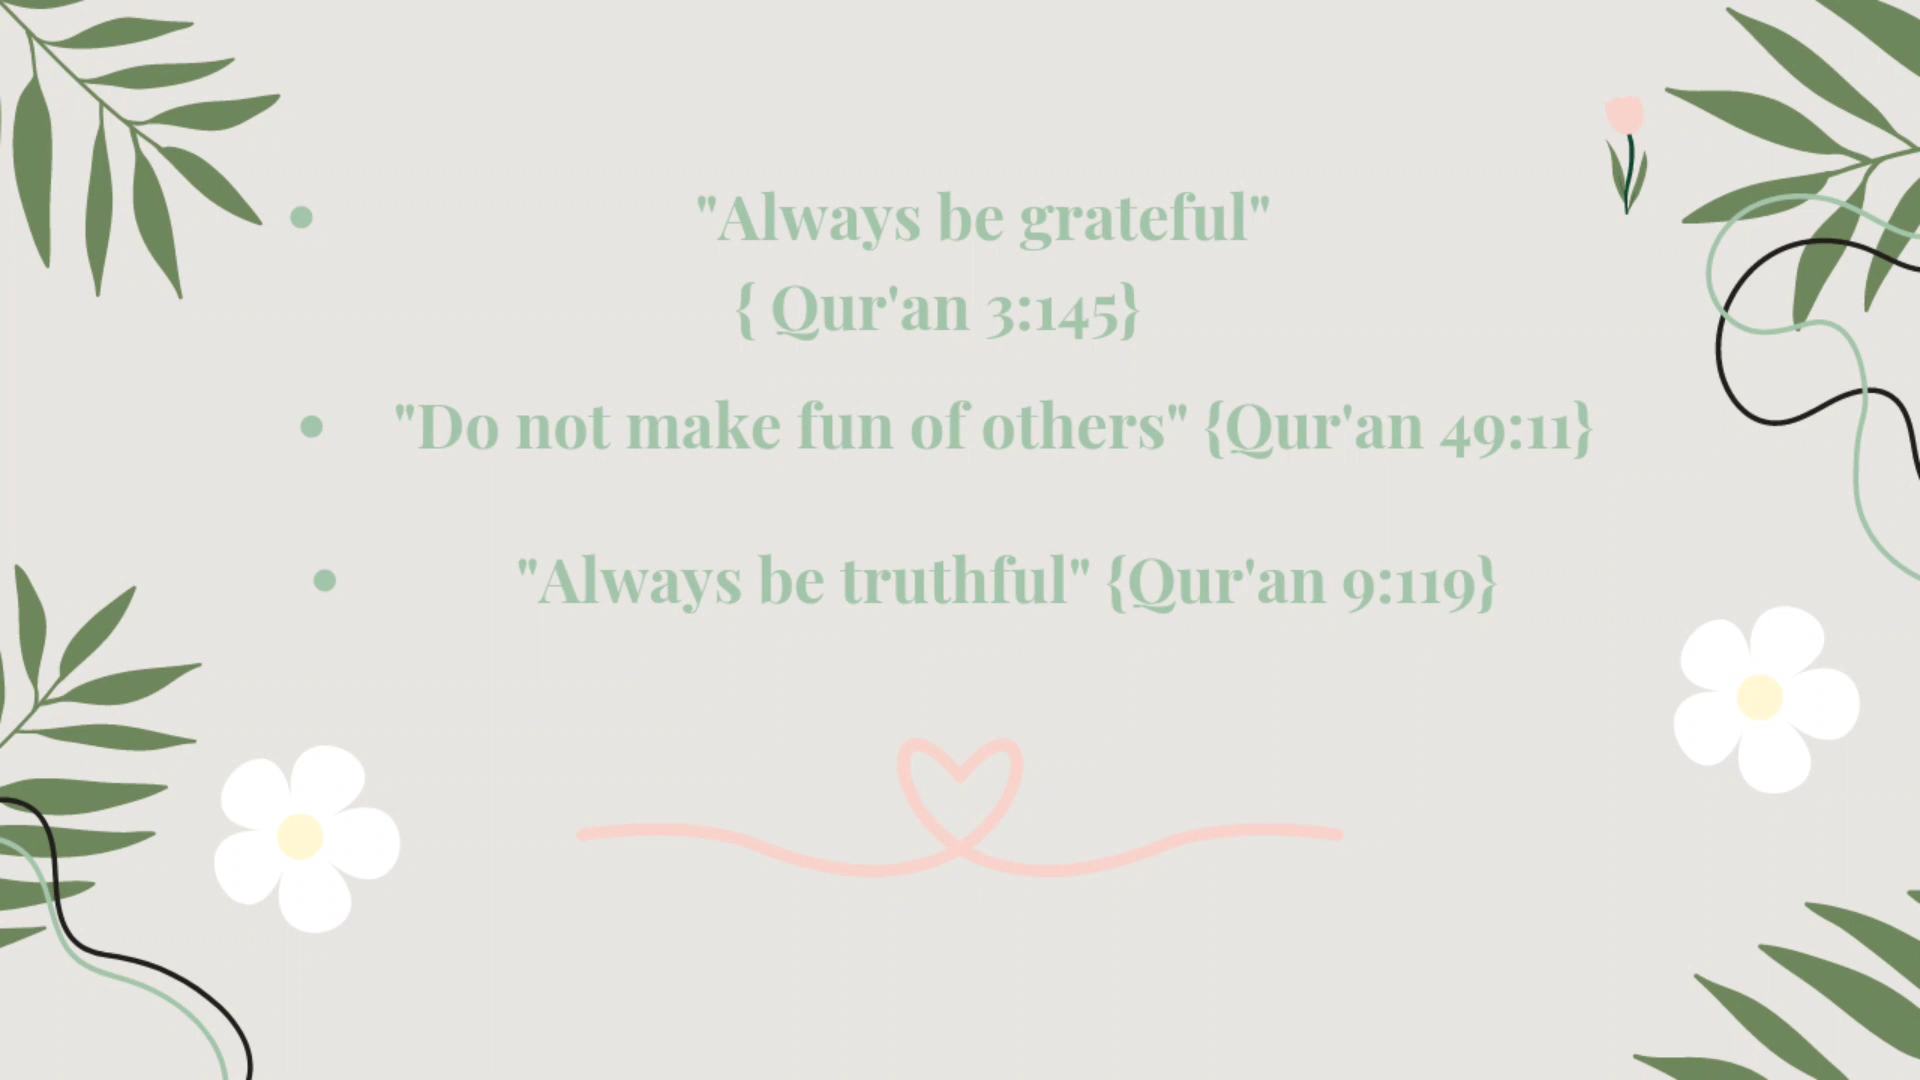 • "Always be grateful"
{ Qur'an 3:145}
• "Do not make fun of others" {Qur'an 49:11}
• "Always be truthful" {Qur'an 9:119}